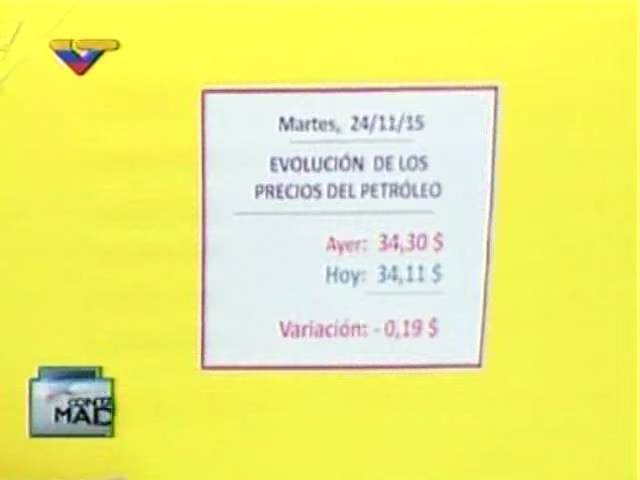 Martes, 24/11/15
EVOLUCIÓN DE LOS
PRECIOS DEL PETRÓLEO
Ayer: 34,30 $
Hoy: 34,11 $
Variación: - 0,19 $
MAD